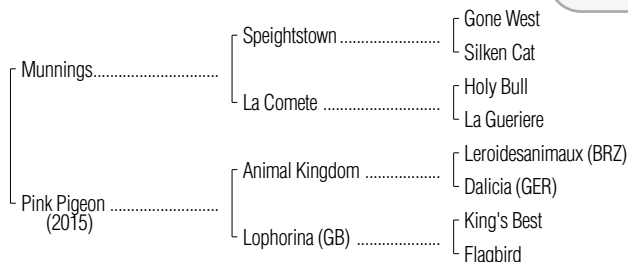 Munnings..............................
Pink Pigeon ..........................
(2015)
Speightstown ........................
La Comete ............................
Animal Kingdom ..................
Lophorina (GB) ....................
Gone West
Silken Cat
Holy Bull
La Gueriere
Leroidesanimaux (BRZ)
Dalicia (GER)
King's Best
Flagbird